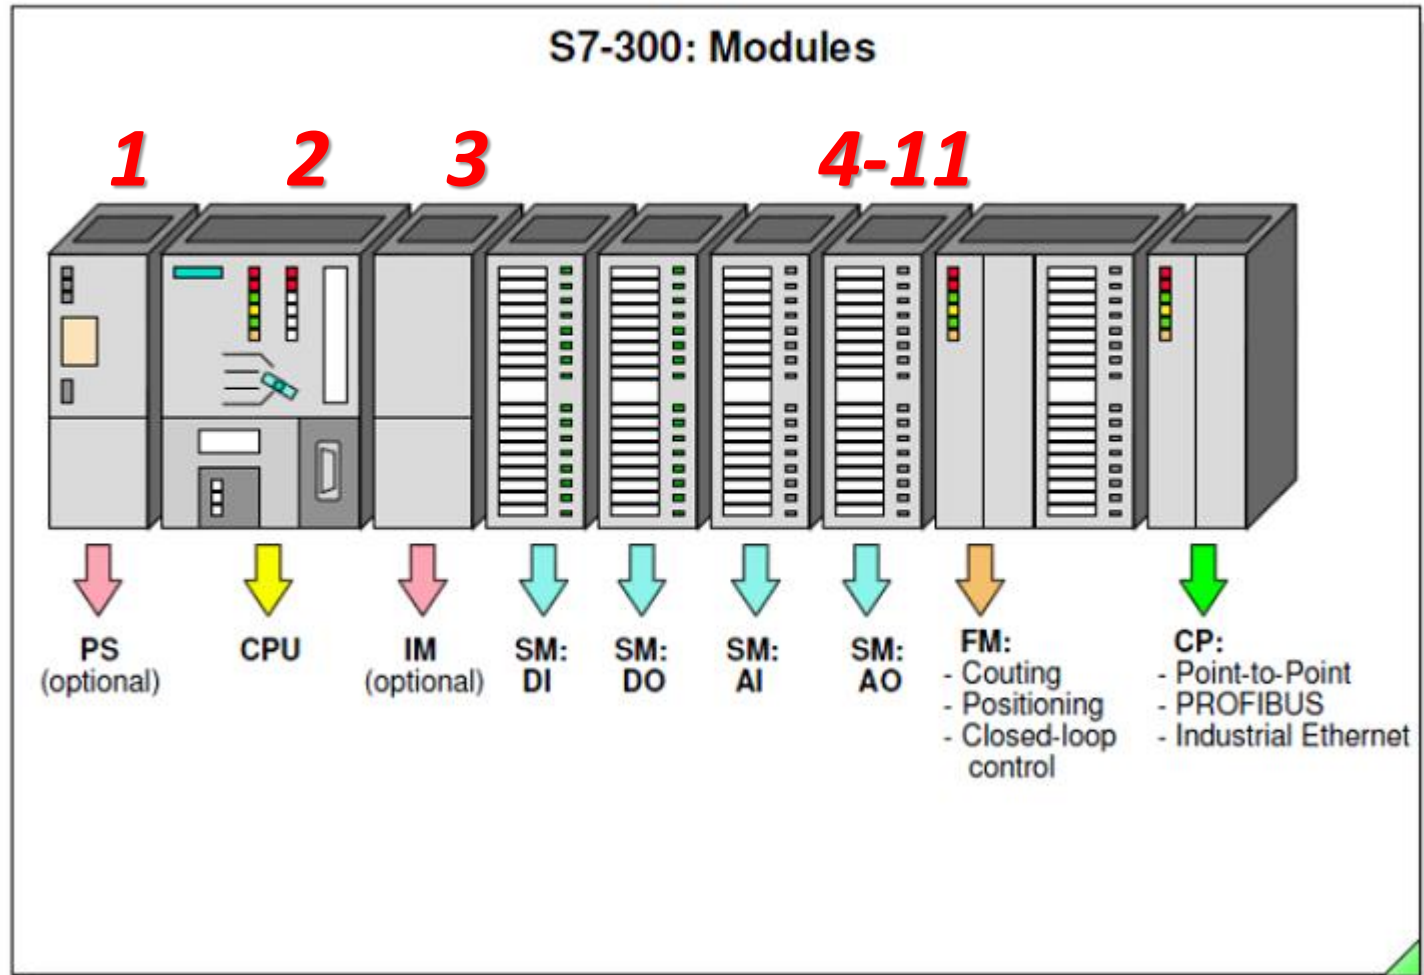 S7-300: Modules
1 2 3 4-11
PS
(optional)
CPU
IM
(optional)
SM:
DI
SM:
DO
SM:
AI
SM:
AO
FM:
- Couting
- Positioning
- Closed-loop
control
CP:
- Point-to-Point
- PROFIBUS
- Industrial Ethernet